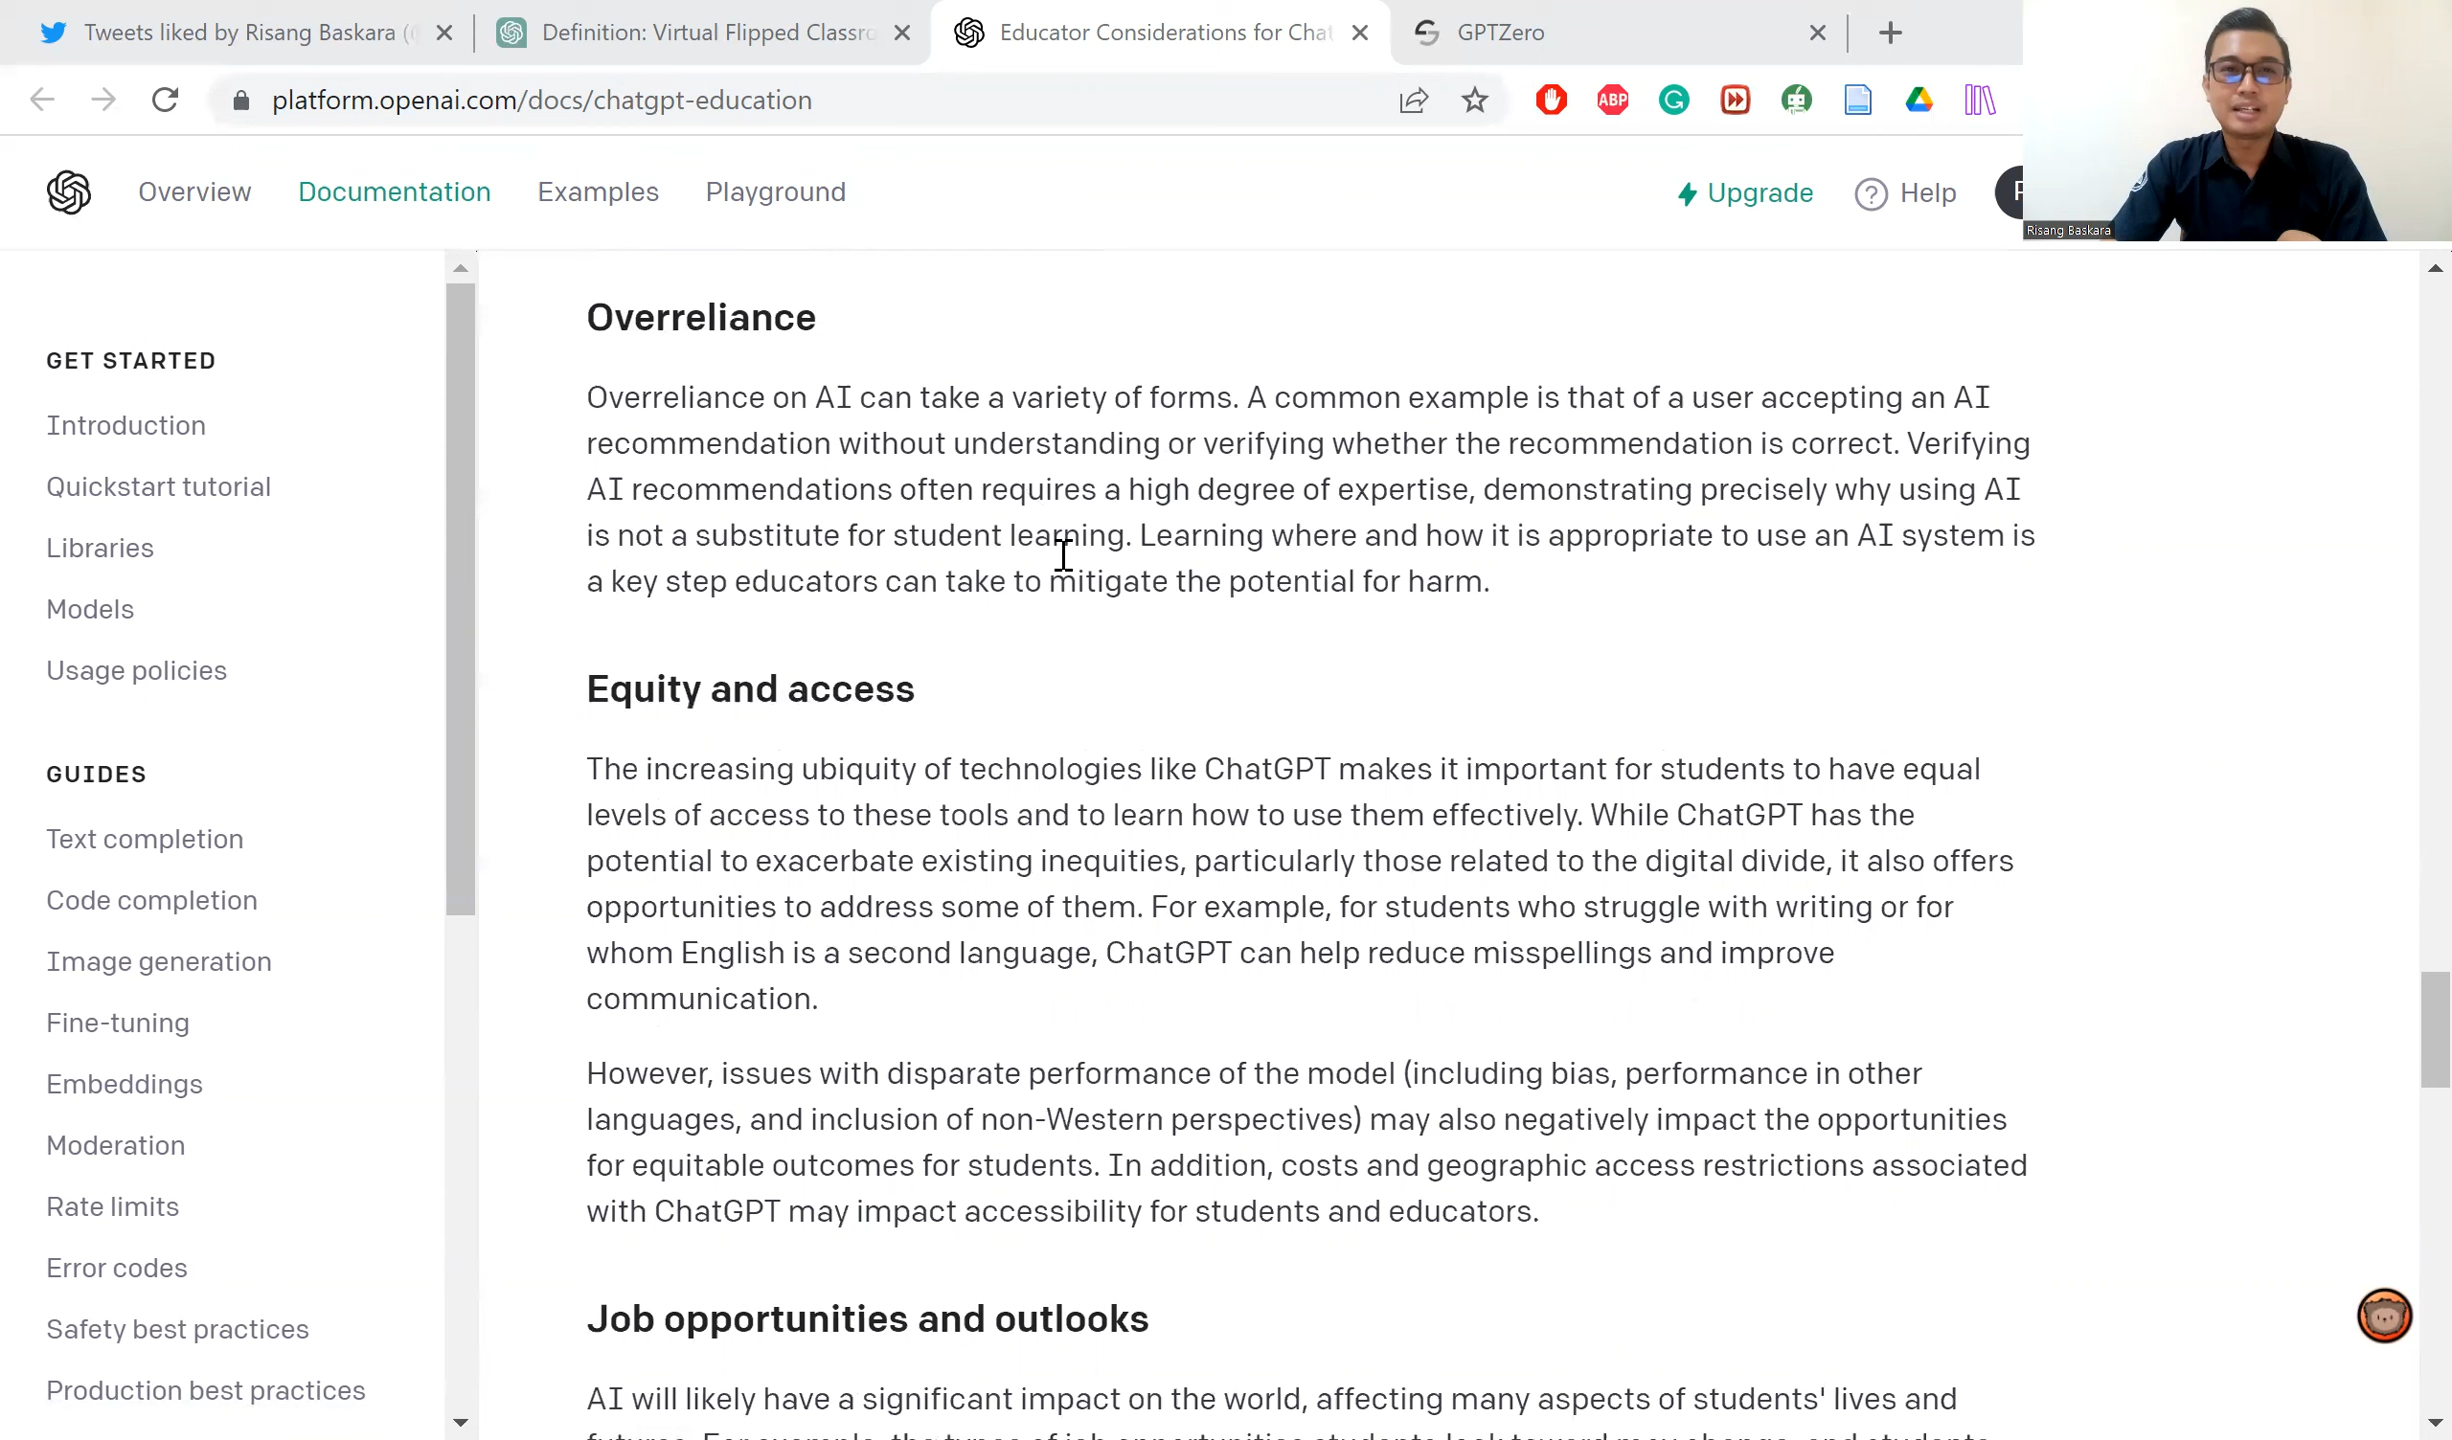 Tweets liked by Risang Baskara (
Definition: Virtual Flipped Classro
Educator Considerations for Chat
GPTZero
platform.openai.com/docs/chatgpt-education
ABP
Overview
Documentation
Examples
Playground
Upgrade
Help
Risang Baskara
GET STARTED
Introduction
Quickstart tutorial
Libraries
Models
Usage policies
GUIDES
Text completion
Code completion
Image generation
Fine-tuning
Embeddings
Moderation
Rate limits
Error codes
Safety best practices
Production best practices
Overreliance
Overreliance on AI can take a variety of forms. A common example is that of a user accepting an AI
recommendation without understanding or verifying whether the recommendation is correct. Verifying
AI recommendations often requires a high degree of expertise, demonstrating precisely why using AI
is not a substitute for student learning. Learning where and how it is appropriate to use an AI system is
a key step educators can take to mitigate the potential for harm.
Equity and access
The increasing ubiquity of technologies like ChatGPT makes it important for students to have equal
levels of access to these tools and to learn how to use them effectively. While ChatGPT has the
potential to exacerbate existing inequities, particularly those related to the digital divide, it also offers
opportunities to address some of them. For example, for students who struggle with writing or for
whom English is a second language, ChatGPT can help reduce misspellings and improve
communication.
However, issues with disparate performance of the model (including bias, performance in other
languages, and inclusion of non-Western perspectives) may also negatively impact the opportunities
for equitable outcomes for students. In addition, costs and geographic access restrictions associated
with ChatGPT may impact accessibility for students and educators.
Job opportunities and outlooks
AI will likely have a significant impact on the world, affecting many aspects of students' lives and